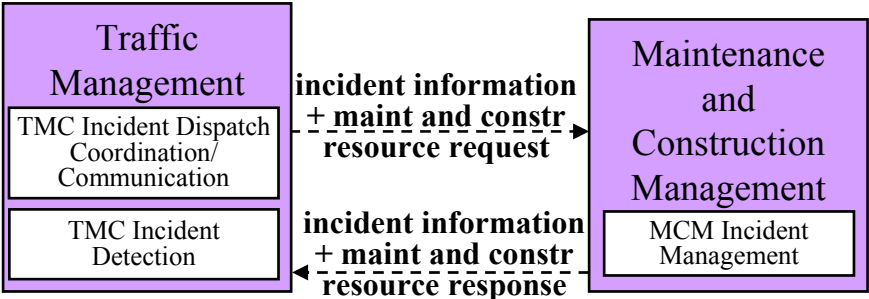 Traffic
Management
TMC Incident Dispatch
Coordination/
Communication
TMC Incident
Detection
incident information
+ maint and constr
resource request
incident information
+ maint and constr
resource response
Maintenance
and
Construction
Management
MCM Incident
Management